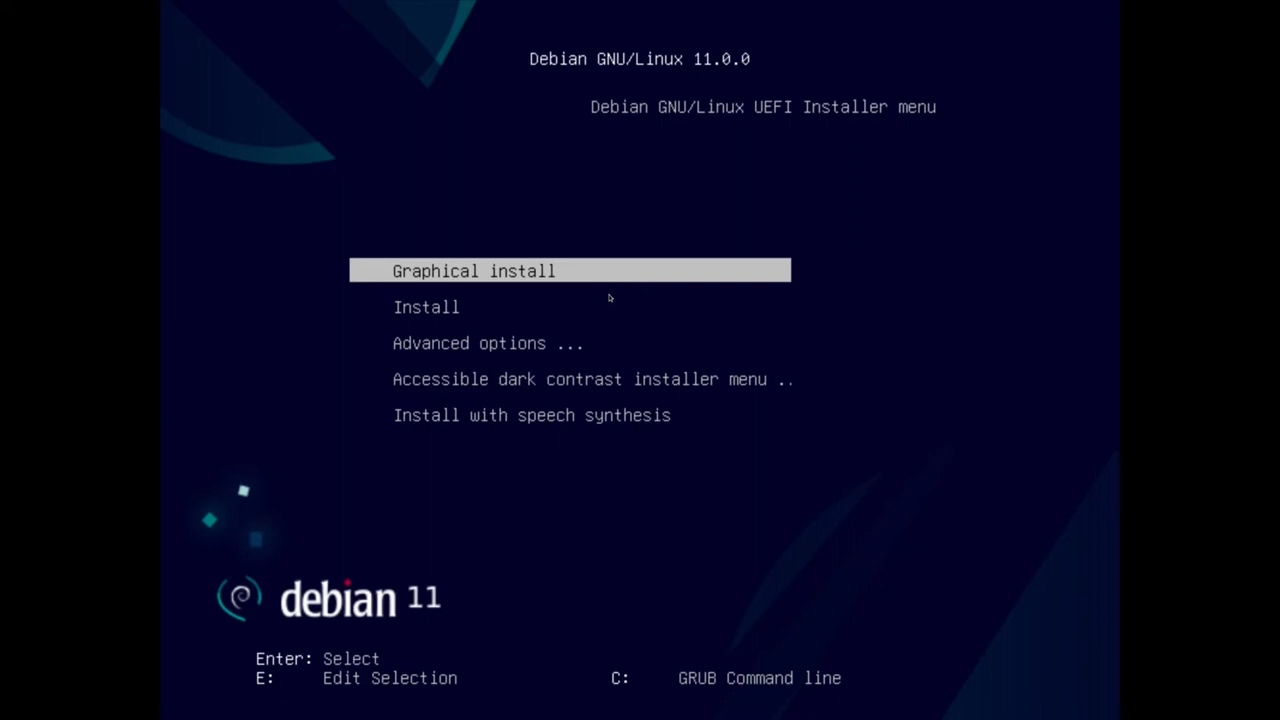 Debian GNU/Linux 11.0.0
Debian GNU/Linux UEFI Installer menu
Graphical install
Install
Advanced options ...
Accessible dark contrast installer menu ..
Install with speech synthesis
debian 11
Enter: Select
E: Edit Selection C: GRUB Command line